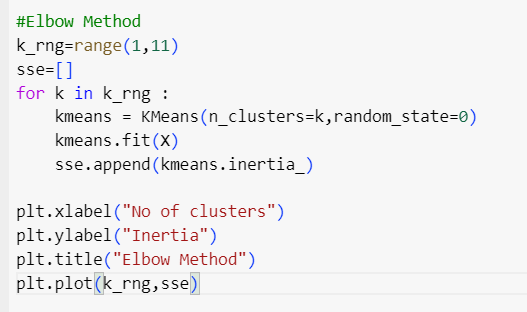 #Elbow Method
k_rng=range(1,11)
sse=[]
for k in k_rng :
    kmeans = KMeans(n_clusters=k,random_state=0)
    kmeans.fit(X)
    sse.append(kmeans.inertia_)

plt.xlabel("No of clusters")
plt.ylabel("Inertia")
plt.title("Elbow Method")
plt.plot(k_rng,sse)